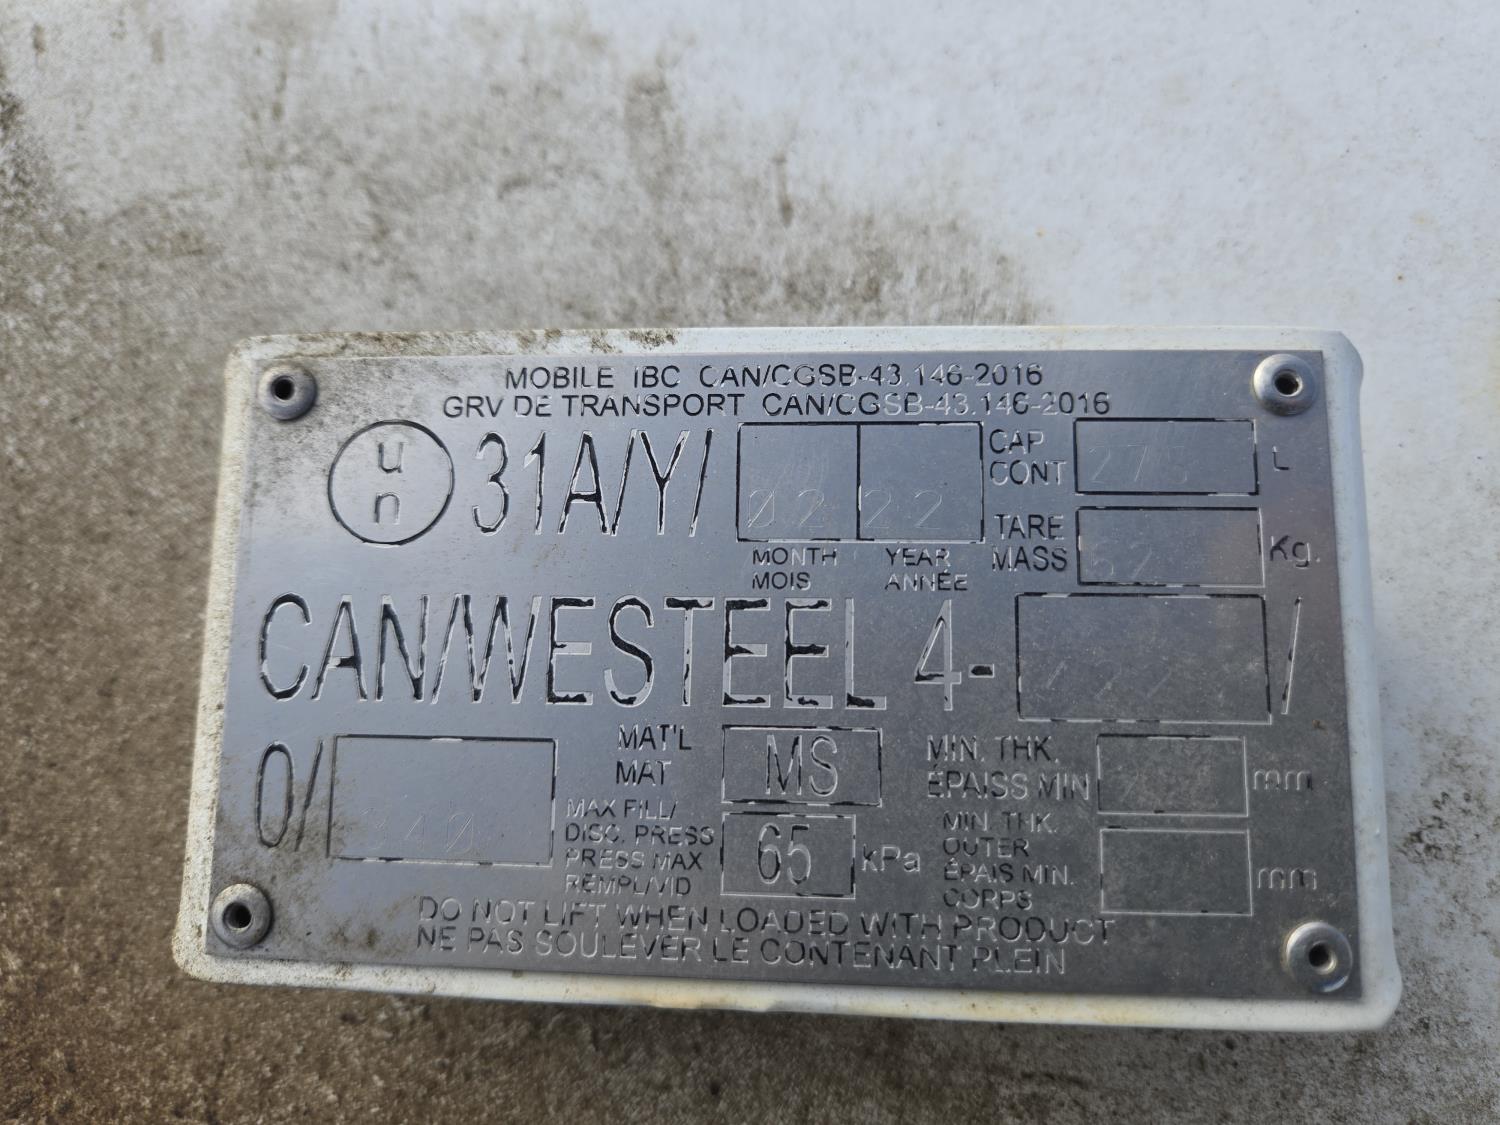 MOBILE IBC CAN/CGSB-43.146-2016
GRV DE TRANSPORT CAN/CGSB-43.146-2016
un 31A/Y/ 02 22
MONTH YEAR
MOIS ANNÉE
CAP
CONT L
TARE
MASS Kg.
CAN/WESTEEL 4- /
0/
MAT'L
MAT MS
MIN. THK.
ÉPAISS MIN mm
MAX FILL/
DISC. PRESS
PRESS MAX
REMPL/VID 65 kPa
MIN. THK.
OUTER
ÉPAIS MIN.
CORPS mm
DO NOT LIFT WHEN LOADED WITH PRODUCT
NE PAS SOULEVER LE CONTENANT PLEIN